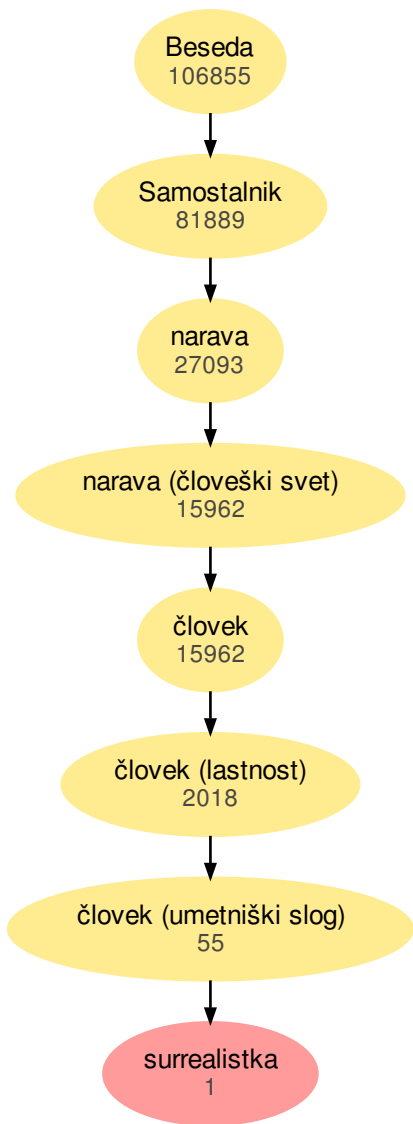 Beseda
106855
Samostalnik
81889
narava
27093
narava (človeški svet)
15962
človek
15962
človek (lastnost)
2018
človek (umetniški slog)
55
surrealistka
1